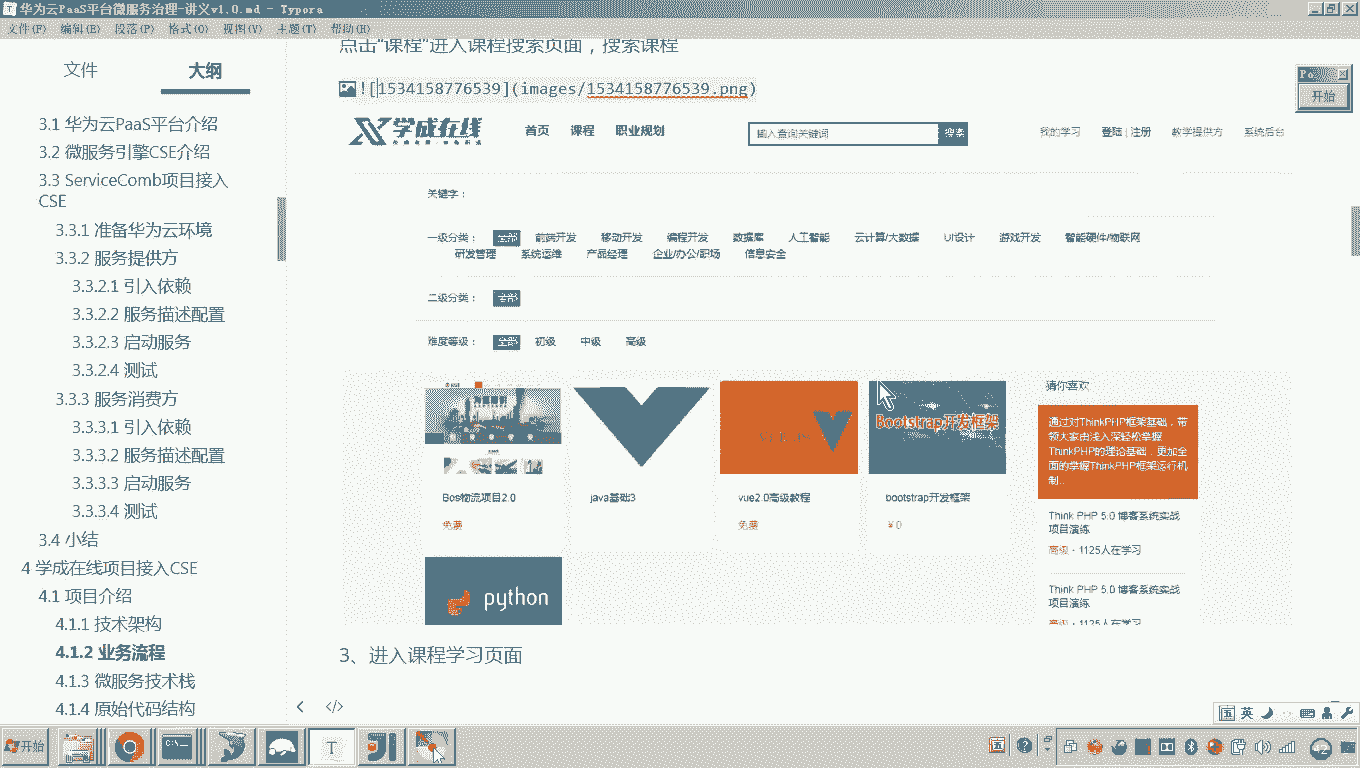 华为云PaaS平台微服务治理-讲义v1.0.md - Typora
文件(F) 编辑(E) 段落(P) 格式(O) 视图(V) 主题(T) 帮助(H)
文件 大纲
3.1 华为云PaaS平台介绍
3.2 微服务引擎CSE介绍
3.3 ServiceComb项目接入
CSE
3.3.1 准备华为云环境
3.3.2 服务提供方
3.3.2.1 引入依赖
3.3.2.2 服务描述配置
3.3.2.3 启动服务
3.3.2.4 测试
3.3.3 服务消费方
3.3.3.1 引入依赖
3.3.3.2 服务描述配置
3.3.3.3 启动服务
3.3.3.4 测试
3.4 小结
4 学成在线项目接入CSE
4.1 项目介绍
4.1.1 技术架构
4.1.2 业务流程
4.1.3 微服务技术栈
4.1.4 原始代码结构
点击"课程"进入课程搜索页面，搜索课程
![1534158776539](images/1534158776539.png)
学成在线 首页 课程 职业规划 输入查询关键词 搜索 我的学习 登陆 | 注册 教学提供方 系统后台
关键字：
一级分类： 全部 前端开发 移动开发 编程开发 数据库 人工智能 云计算/大数据 UI设计 游戏开发 智能硬件/物联网
研发管理 系统运维 产品经理 企业/办公/职场 信息安全
二级分类： 全部
难度等级： 全部 初级 中级 高级
Bootstrap开发框架
Bos物流项目2.0 java基础3 vue2.0高级教程 bootstrap开发框架
免费 免费 ￥0
python
猜你喜欢
通过对ThinkPHP框架基础，带
领大家由浅入深轻松掌握
ThinkPHP的理论基础，更加全
面的掌握ThinkPHP框架运行机
制..
Think PHP 5.0 博客系统实战
项目演练
高级 · 1125人在学习
Think PHP 5.0 博客系统实战
项目演练
高级 · 1125人在学习
3、进入课程学习页面
Po
开始
英
开始